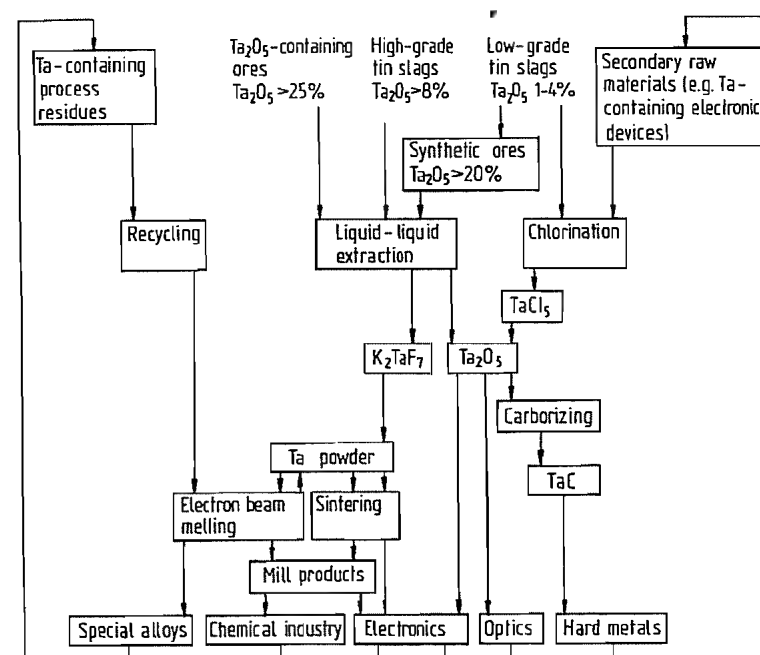 Ta-containing
process
residues
Ta₂O₅-containing
ores
Ta₂O₅ >25%
High-grade
tin slags
Ta₂O₅>8%
Low-grade
tin slags
Ta₂O₅ 1-4%
Secondary raw
materials (e.g. Ta-
containing electronic
devices)
Synthetic ores
Ta₂O₅>20%
Recycling
Liquid-liquid
extraction
Chlorination
TaCl₅
K₂TaF₇
Ta₂O₅
Carborizing
Ta powder
TaC
Electron beam
melling
Sintering
Mill products
Special alloys
Chemical industry
Electronics
Optics
Hard metals